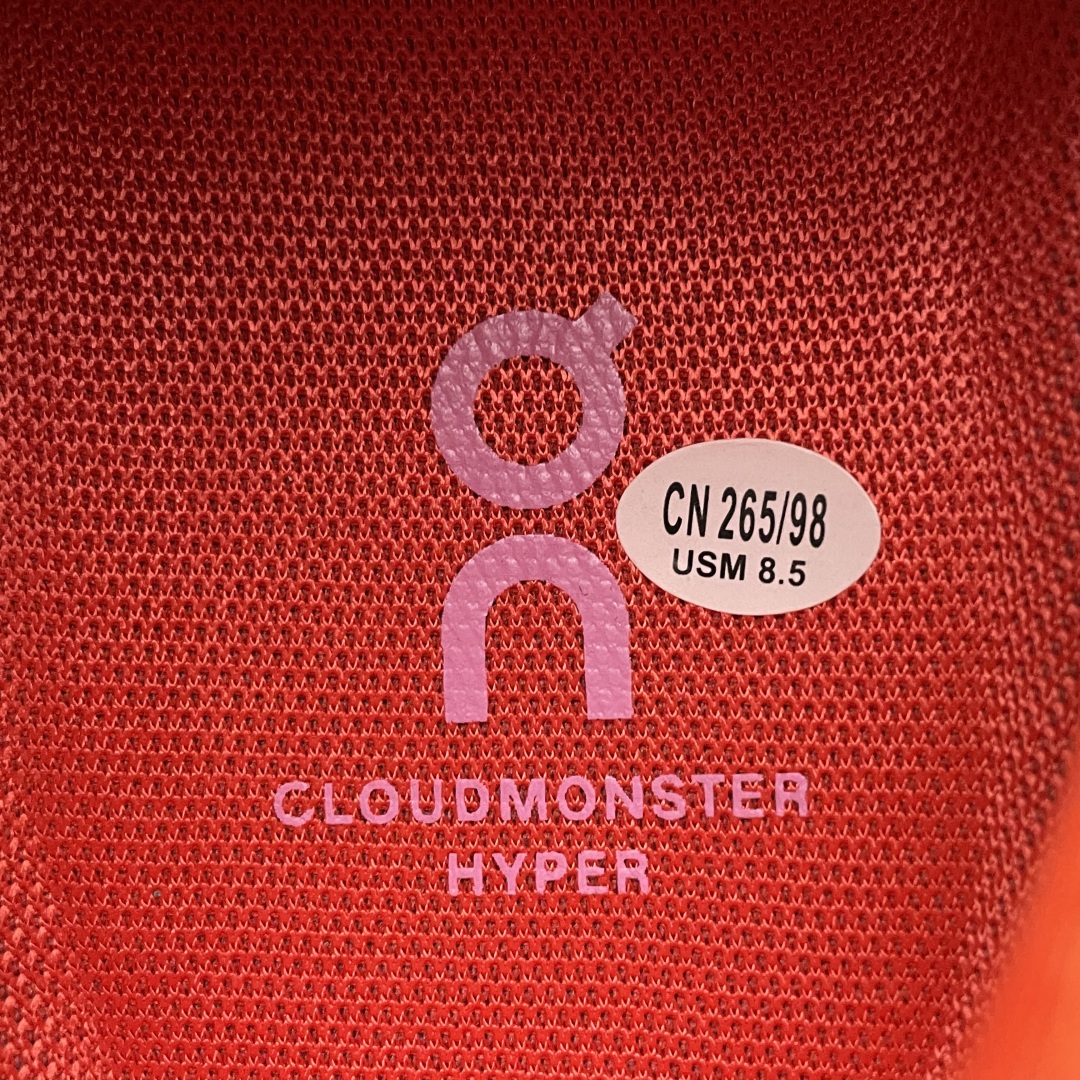 On
CN 265/98
USM 8.5
CLOUDMONSTER
HYPER